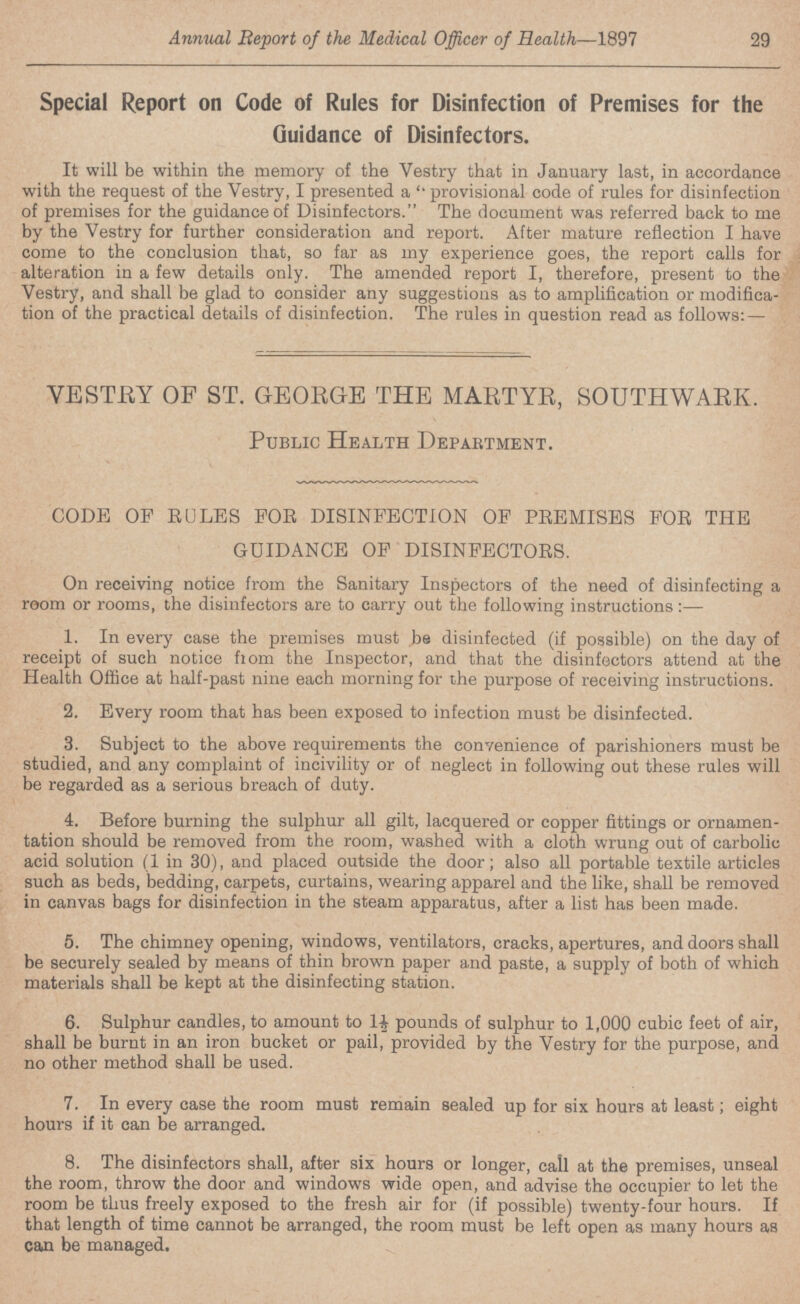 Annual Report of the Medical Officer of Health—1897 29
Special Report on Code of Rules for Disinfection of Premises for the
Guidance of Disinfectors.
It will be within the memory of the Vestry that in January last, in accordance
with the request of the Vestry, I presented a “provisional code of rules for disinfection
of premises for the guidance of Disinfectors.” The document was referred back to me
by the Vestry for further consideration and report. After mature reflection I have
come to the conclusion that, so far as my experience goes, the report calls for
alteration in a few details only. The amended report I, therefore, present to the
Vestry, and shall be glad to consider any suggestions as to amplification or modifica-
tion of the practical details of disinfection. The rules in question read as follows:—
VESTRY OF ST. GEORGE THE MARTYR, SOUTHWARK.
PUBLIC HEALTH DEPARTMENT.
CODE OF RULES FOR DISINFECTION OF PREMISES FOR THE
GUIDANCE OF DISINFECTORS.
On receiving notice from the Sanitary Inspectors of the need of disinfecting a
room or rooms, the disinfectors are to carry out the following instructions:—
1. In every case the premises must be disinfected (if possible) on the day of
receipt of such notice from the Inspector, and that the disinfectors attend at the
Health Office at half-past nine each morning for the purpose of receiving instructions.
2. Every room that has been exposed to infection must be disinfected.
3. Subject to the above requirements the convenience of parishioners must be
studied, and any complaint of incivility or of neglect in following out these rules will
be regarded as a serious breach of duty.
4. Before burning the sulphur all gilt, lacquered or copper fittings or ornamen-
tation should be removed from the room, washed with a cloth wrung out of carbolic
acid solution (1 in 30), and placed outside the door; also all portable textile articles
such as beds, bedding, carpets, curtains, wearing apparel and the like, shall be removed
in canvas bags for disinfection in the steam apparatus, after a list has been made.
5. The chimney opening, windows, ventilators, cracks, apertures, and doors shall
be securely sealed by means of thin brown paper and paste, a supply of both of which
materials shall be kept at the disinfecting station.
6. Sulphur candles, to amount to 1½ pounds of sulphur to 1,000 cubic feet of air,
shall be burnt in an iron bucket or pail, provided by the Vestry for the purpose, and
no other method shall be used.
7. In every case the room must remain sealed up for six hours at least; eight
hours if it can be arranged.
8. The disinfectors shall, after six hours or longer, call at the premises, unseal
the room, throw the door and windows wide open, and advise the occupier to let the
room be thus freely exposed to the fresh air for (if possible) twenty-four hours. If
that length of time cannot be arranged, the room must be left open as many hours as
can be managed.